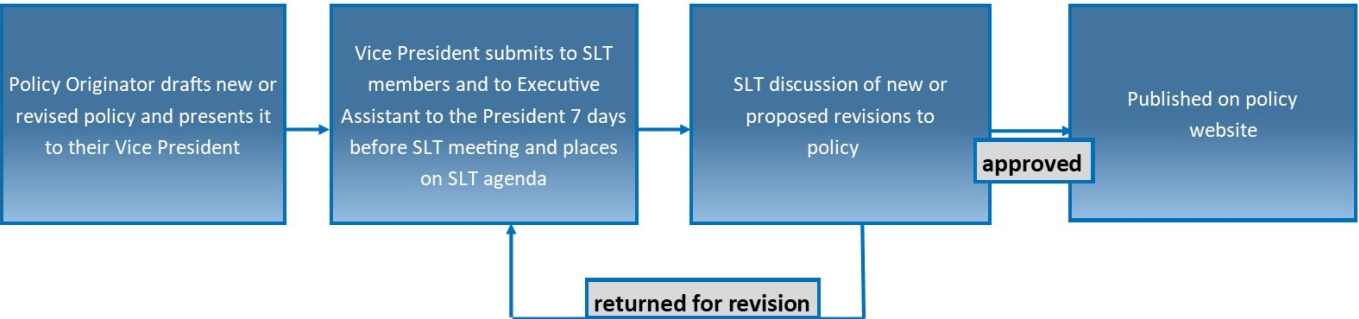 Policy Originator drafts new or
revised policy and presents it
to their Vice President
Vice President submits to SLT
members and to Executive
Assistant to the President 7 days
before SLT meeting and places
on SLT agenda
SLT discussion of new or
proposed revisions to
policy
approved
Published on policy
website
returned for revision